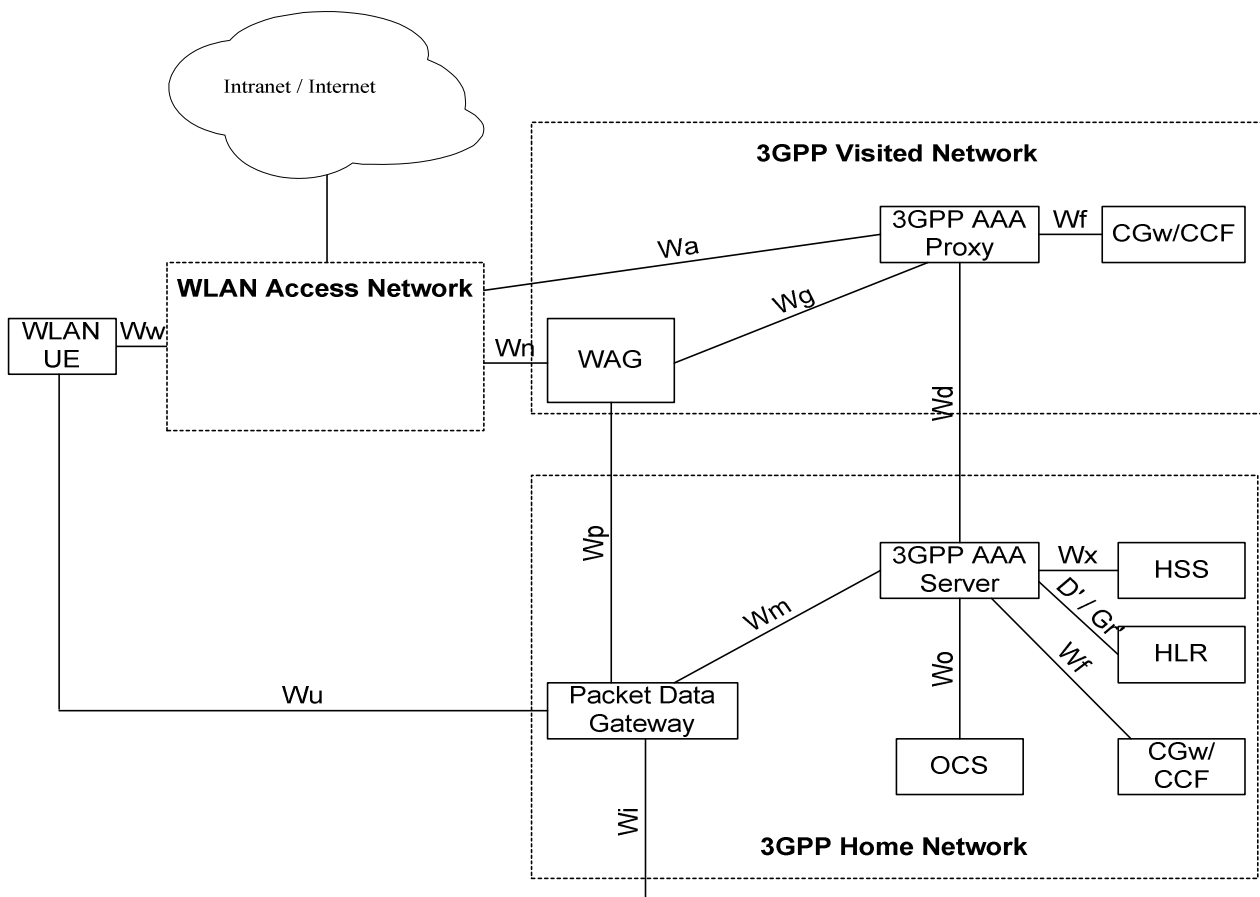 Intranet / Internet
3GPP Visited Network
3GPP AAA
Proxy
Wf
CGw/CCF
Wa
WLAN Access Network
Wg
WLAN
UE
Ww
Wn
WAG
Wd
Wp
3GPP AAA
Server
Wx
HSS
D' / Gr'
HLR
Wm
Wo
Wf
Wu
Packet Data
Gateway
OCS
CGw/
CCF
Wi
3GPP Home Network